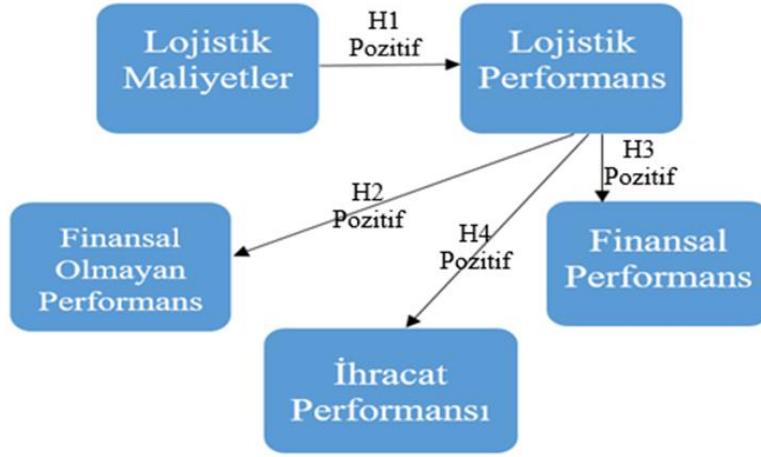 Lojistik
Maliyetler
H1
Pozitif
Lojistik
Performans
H2
Pozitif
H4
Pozitif
H3
Pozitif
Finansal
Olmayan
Performans
İhracat
Performansı
Finansal
Performans